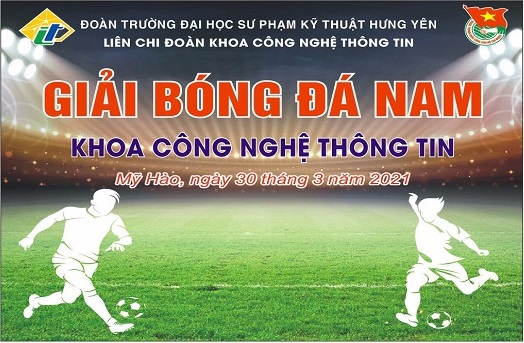 ĐOÀN TRƯỜNG ĐẠI HỌC SƯ PHẠM KỸ THUẬT HƯNG YÊN
LIÊN CHI ĐOÀN KHOA CÔNG NGHỆ THÔNG TIN
GIẢI BÓNG ĐÁ NAM
KHOA CÔNG NGHỆ THÔNG TIN
Mỹ Hào, ngày 30 tháng 3 năm 2021